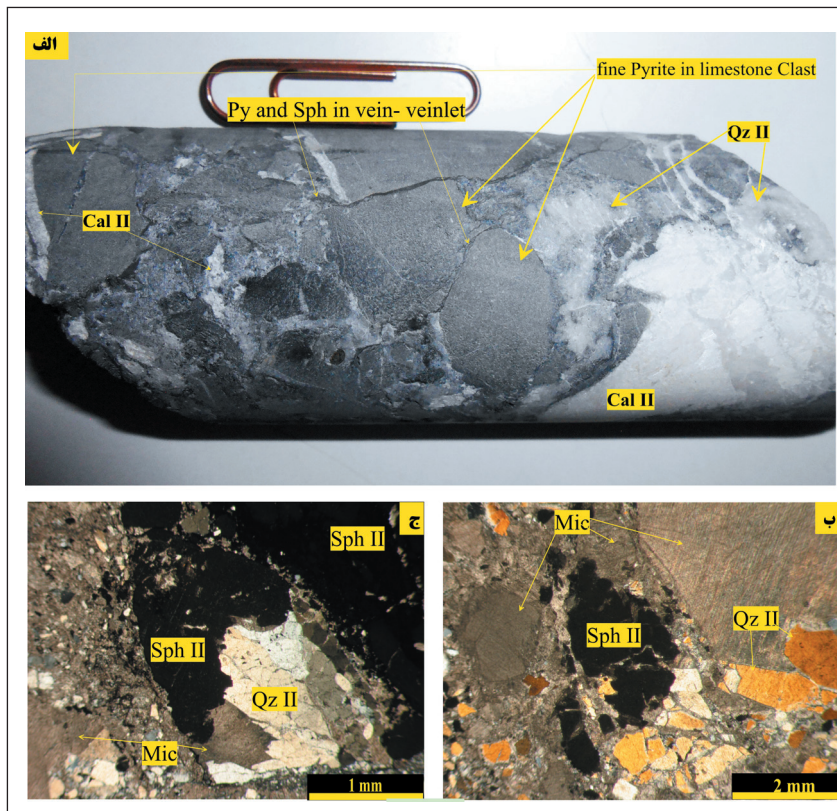 الف
fine Pyrite in limestone Clast
Py and Sph in vein- veinlet
Qz II
Cal II
Cal II
ج
Sph II
Sph II
Qz II
Mic
1 mm
ب
Mic
Qz II
Sph II
2 mm